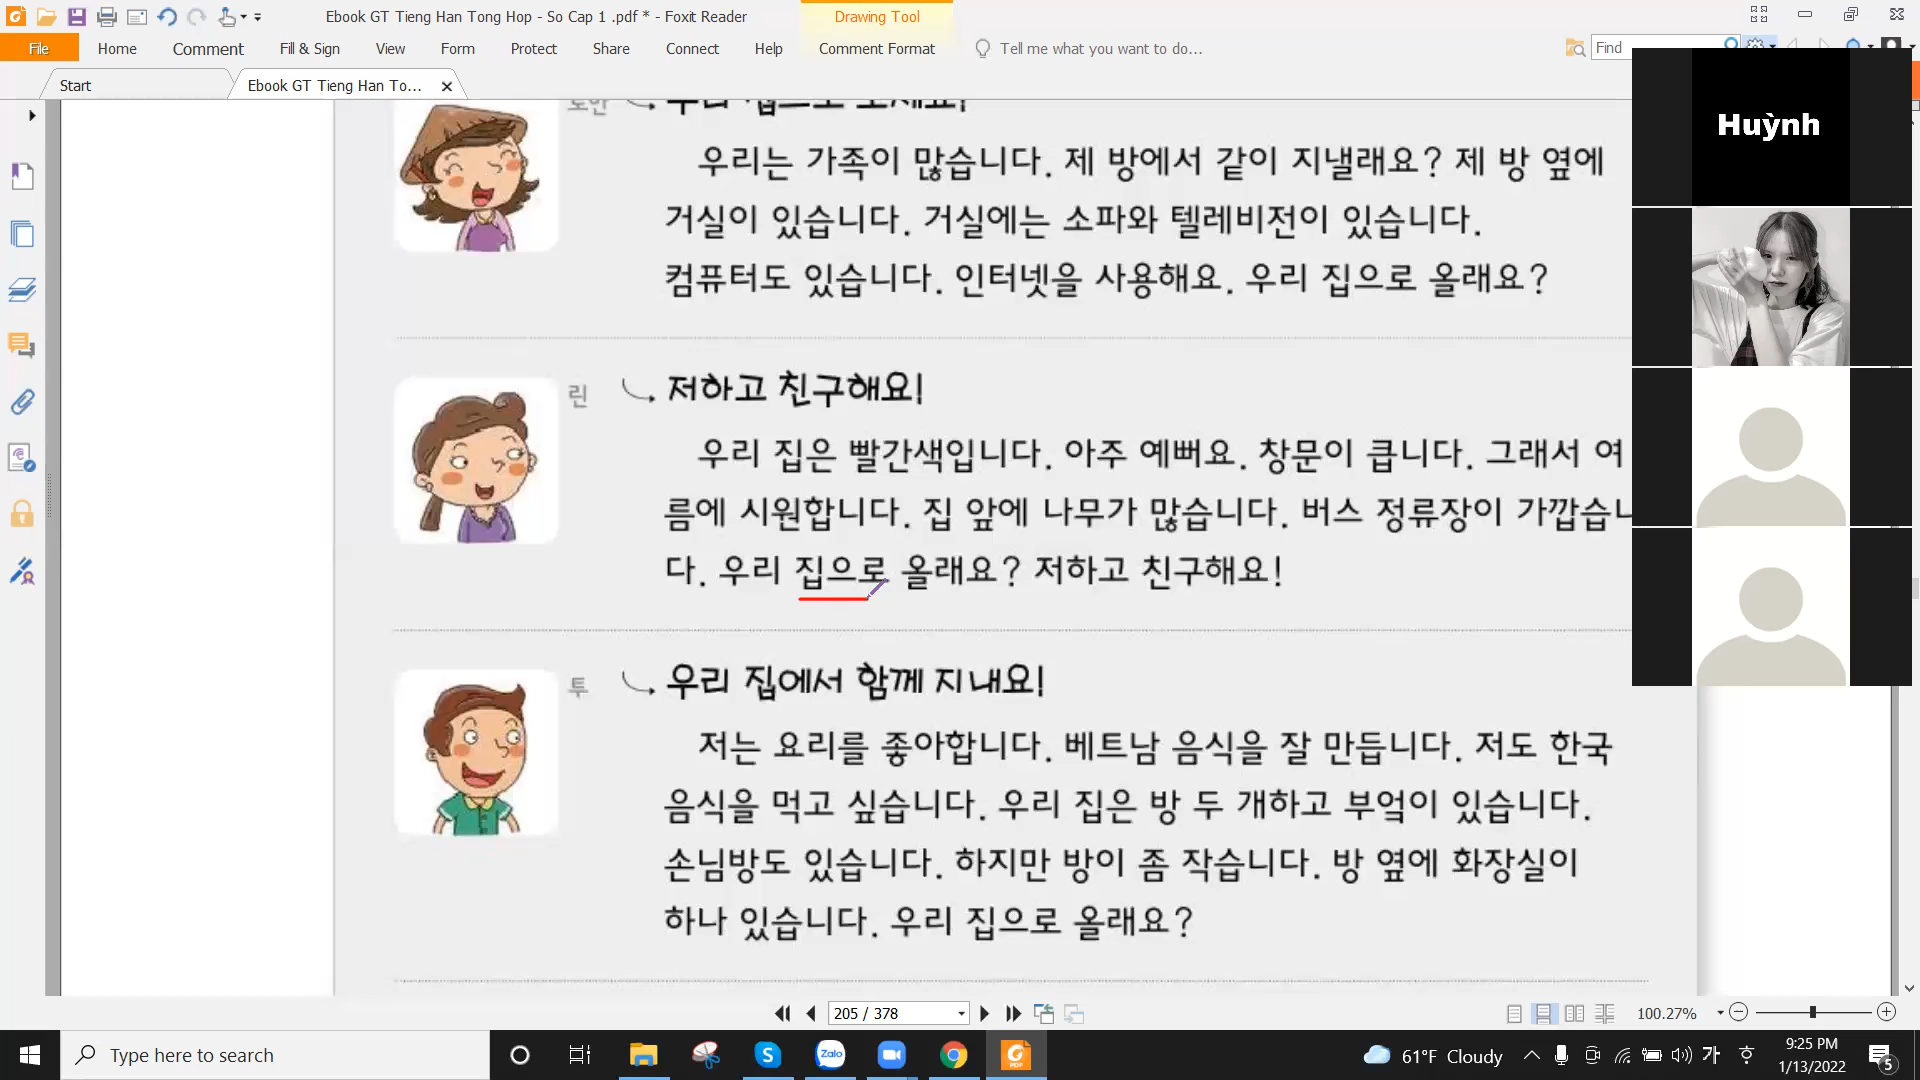 Ebook GT Tieng Han Tong Hop - So Cap 1 .pdf * - Foxit Reader
Drawing Tool
File
Home
Comment
Fill & Sign
View
Form
Protect
Share
Connect
Help
Comment Format
Tell me what you want to do...
Find
Start
Ebook GT Tieng Han To...
Huỳnh
우리는 가족이 많습니다. 제 방에서 같이 지낼래요? 제 방 옆에
거실이 있습니다. 거실에는 소파와 텔레비전이 있습니다.
컴퓨터도 있습니다. 인터넷을 사용해요. 우리 집으로 올래요?
린
저하고 친구해요!
우리 집은 빨간색입니다. 아주 예뻐요. 창문이 큽니다. 그래서 여
름에 시원합니다. 집 앞에 나무가 많습니다. 버스 정류장이 가깝습니
다. 우리 집으로 올래요? 저하고 친구해요!
투
우리 집에서 함께 지내요!
저는 요리를 좋아합니다. 베트남 음식을 잘 만듭니다. 저도 한국
음식을 먹고 싶습니다. 우리 집은 방 두 개하고 부엌이 있습니다.
손님방도 있습니다. 하지만 방이 좀 작습니다. 방 옆에 화장실이
하나 있습니다. 우리 집으로 올래요?
205 / 378
100.27%
Type here to search
Zalo
PDF
61°F Cloudy
가
9:25 PM
1/13/2022
5